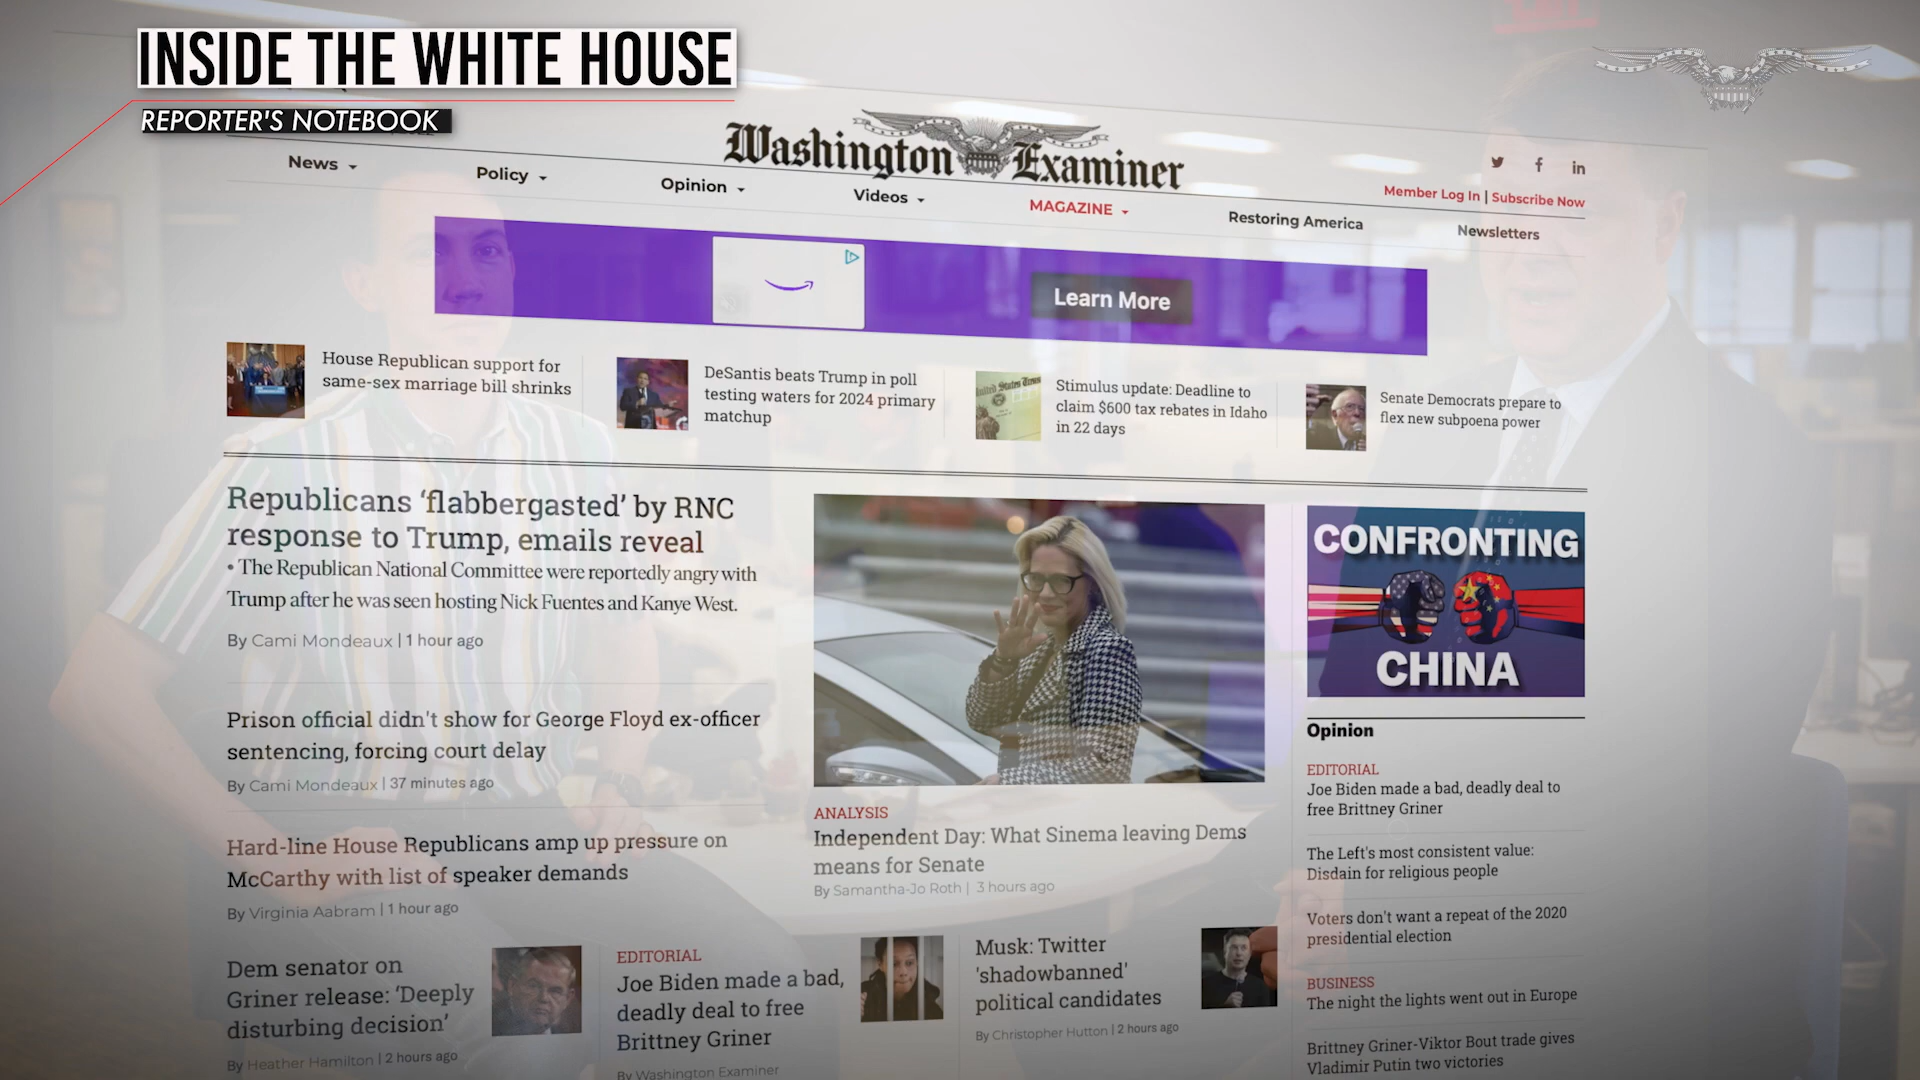 INSIDE THE WHITE HOUSE
REPORTER'S NOTEBOOK
Washington Examiner
News
Policy
Opinion
Videos
MAGAZINE
Restoring America
Newsletters
Member Log In | Subscribe Now
Learn More
House Republican support for
same-sex marriage bill shrinks
DeSantis beats Trump in poll
testing waters for 2024 primary
matchup
Stimulus update: Deadline to
claim $600 tax rebates in Idaho
in 22 days
Senate Democrats prepare to
flex new subpoena power
Republicans ‘flabbergasted’ by RNC
response to Trump, emails reveal
• The Republican National Committee were reportedly angry with
Trump after he was seen hosting Nick Fuentes and Kanye West.
By Cami Mondeaux | 1 hour ago
Prison official didn't show for George Floyd ex-officer
sentencing, forcing court delay
By Cami Mondeaux | 37 minutes ago
Hard-line House Republicans amp up pressure on
McCarthy with list of speaker demands
By Virginia Aabram | 1 hour ago
Dem senator on
Griner release: ‘Deeply
disturbing decision’
By Heather Hamilton | 2 hours ago
EDITORIAL
Joe Biden made a bad,
deadly deal to free
Brittney Griner
By Washington Examiner
ANALYSIS
Independent Day: What Sinema leaving Dems
means for Senate
By Samantha-Jo Roth | 3 hours ago
Musk: Twitter
'shadowbanned'
political candidates
By Christopher Hutton | 2 hours ago
CONFRONTING
CHINA
Opinion
EDITORIAL
Joe Biden made a bad, deadly deal to
free Brittney Griner
The Left's most consistent value:
Disdain for religious people
Voters don't want a repeat of the 2020
presidential election
BUSINESS
The night the lights went out in Europe
Brittney Griner-Viktor Bout trade gives
Vladimir Putin two victories